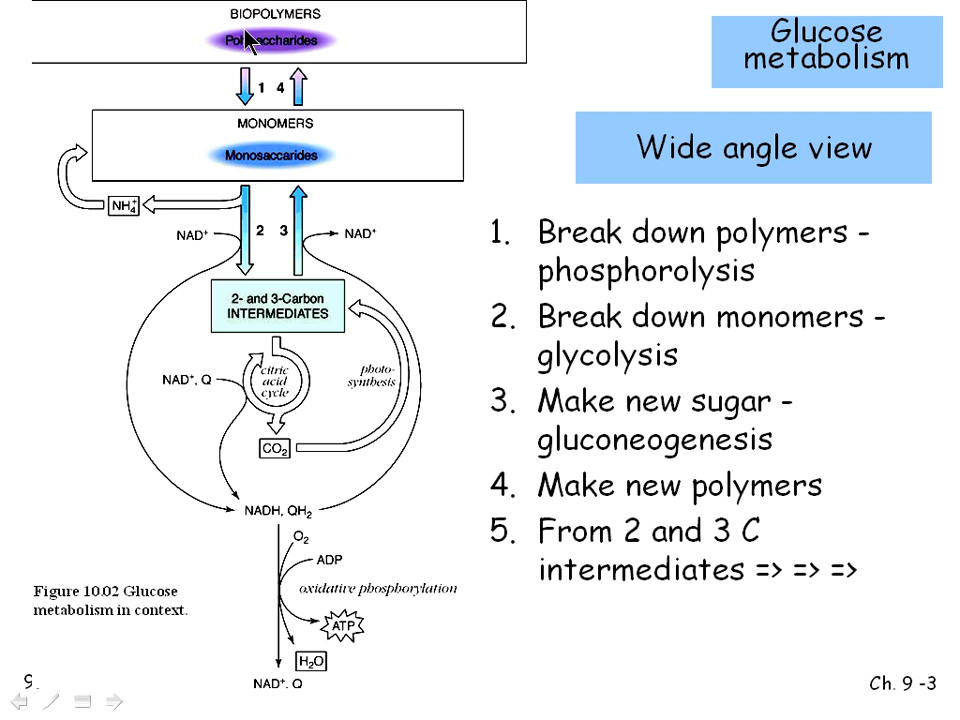 BIOPOLYMERS
Polysaccharides
1 4
MONOMERS
Monosaccarides
NH4+
NAD+
2 3
NAD+
2- and 3-Carbon
INTERMEDIATES
NAD+, Q
citric
acid
cycle
photo-
synthesis
CO2
NADH, QH2
O2
ADP
oxidative phosphorylation
ATP
H2O
NAD+, Q
Figure 10.02 Glucose
metabolism in context.
Glucose
metabolism
Wide angle view
1. Break down polymers -
phosphorolysis
2. Break down monomers -
glycolysis
3. Make new sugar -
gluconeogenesis
4. Make new polymers
5. From 2 and 3 C
intermediates => => =>
9.
Ch. 9 -3